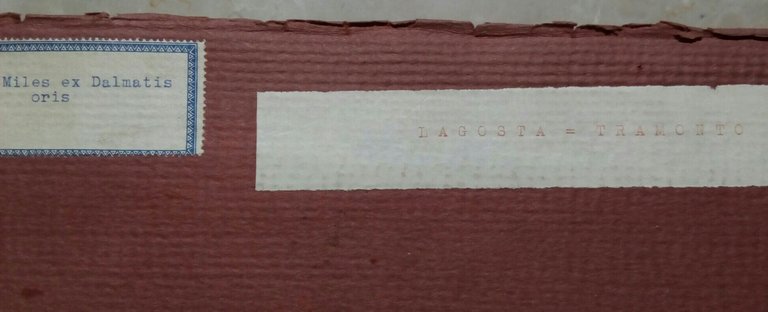 Miles ex Dalmatis
oris
LAGOSTA = TRAMONTO